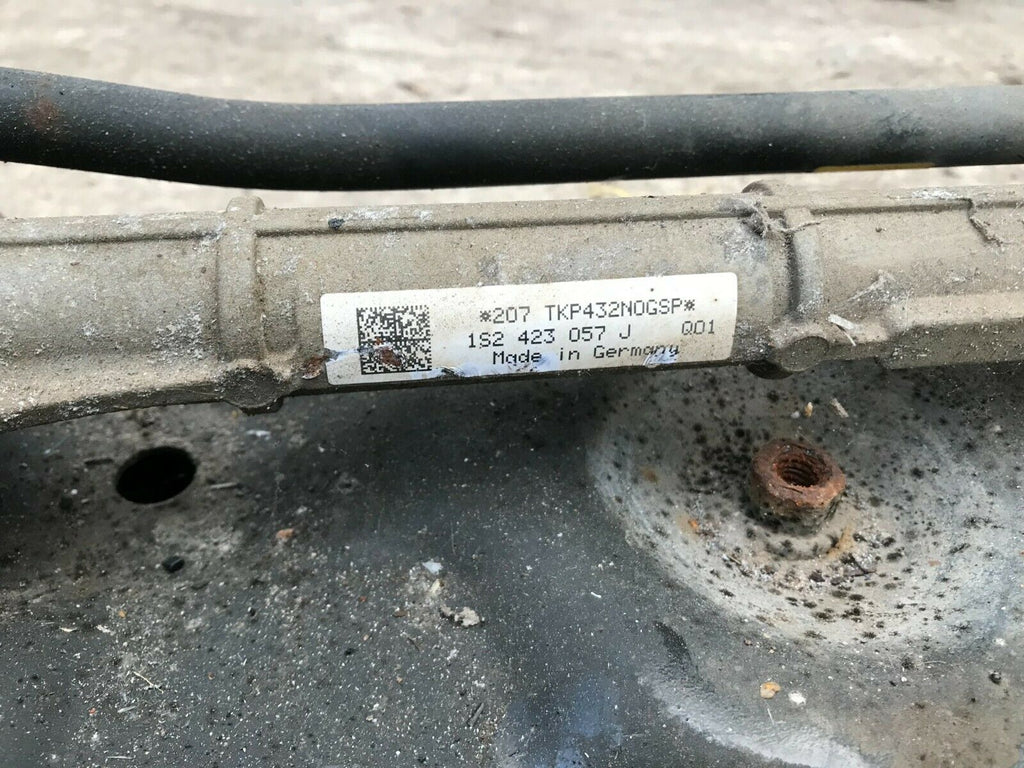 *207 TKP432N0GSP*
1S2 423 057 J Q01
Made in Germany